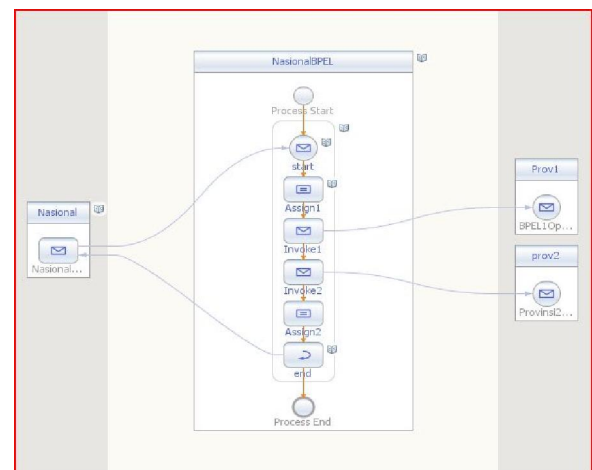 NasionalBPEL
Process Start
start
Assign1
Invoke1
Invoke2
Assign2
end
Process End
Nasional
Nasional...
Prov1
BPEL1Op...
prov2
Provinsi2...